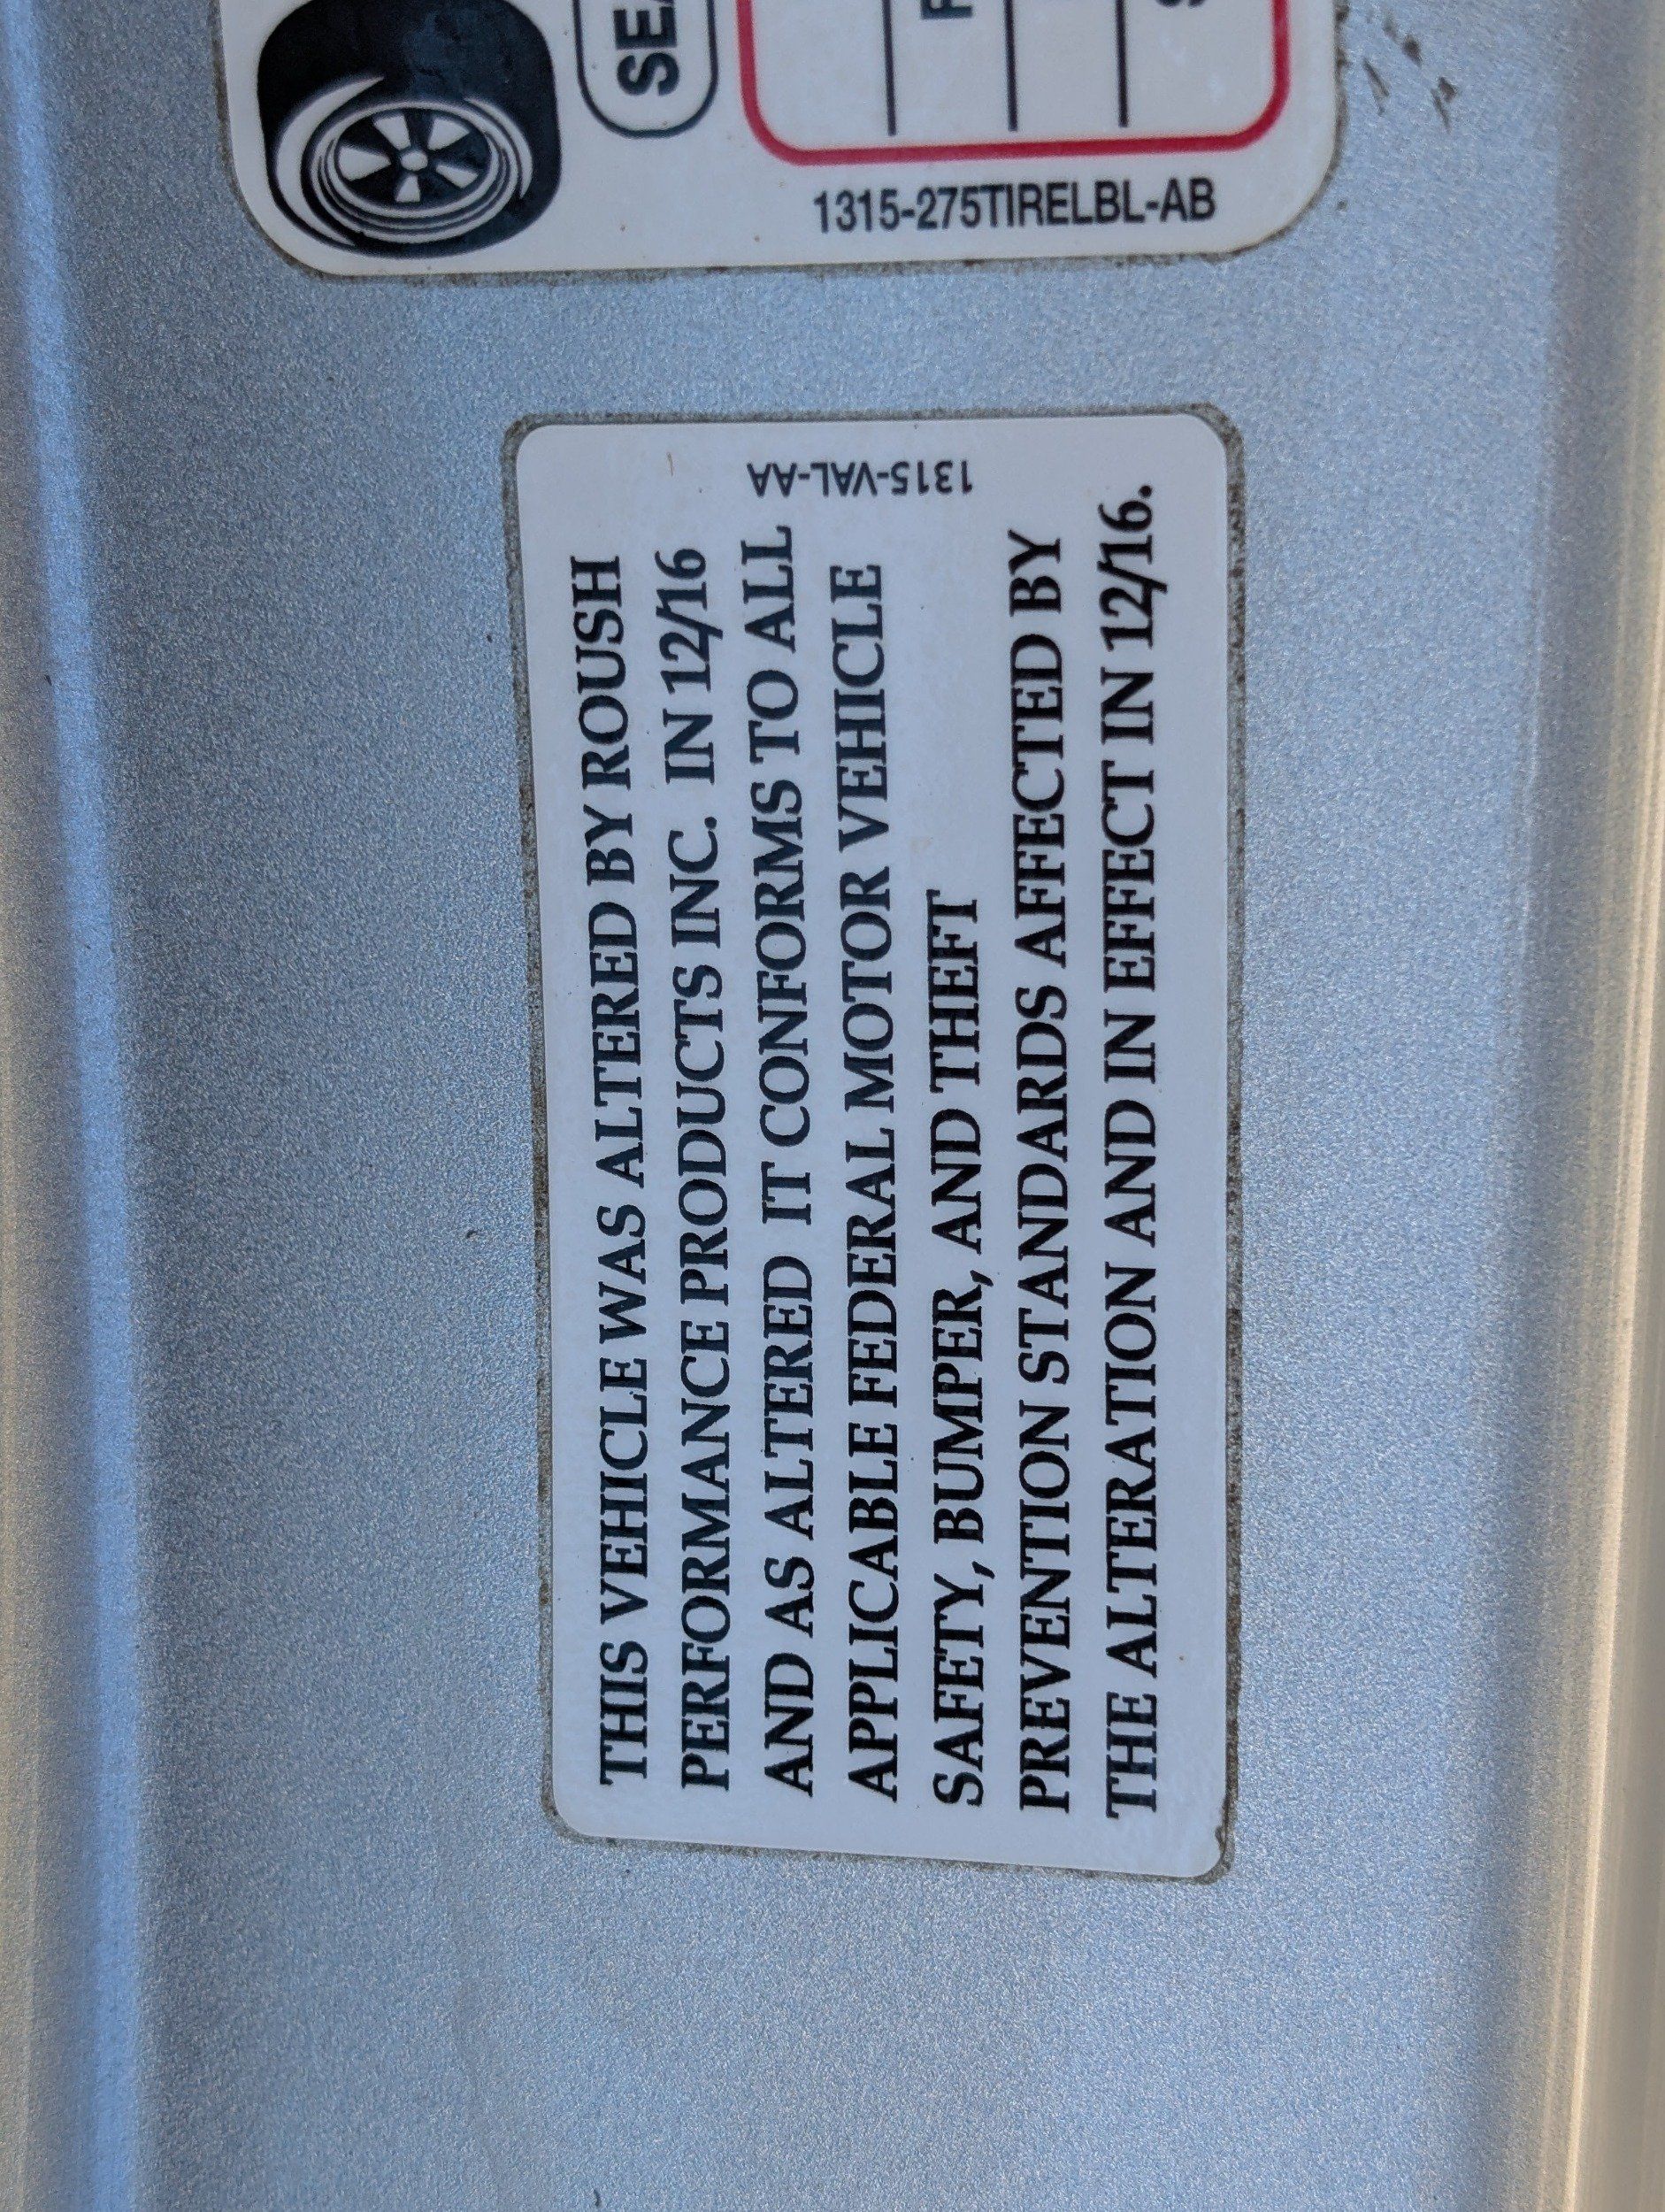 THIS VEHICLE WAS ALTERED BY ROUSH
PERFORMANCE PRODUCTS INC. IN 12/16
AND AS ALTERED IT CONFORMS TO ALL
APPLICABLE FEDERAL MOTOR VEHICLE
SAFETY, BUMPER, AND THEFT
PREVENTION STANDARDS AFFECTED BY
THE ALTERATION AND IN EFFECT IN 12/16.
1315-VAL-AA
1315-275TIRELBL-AB